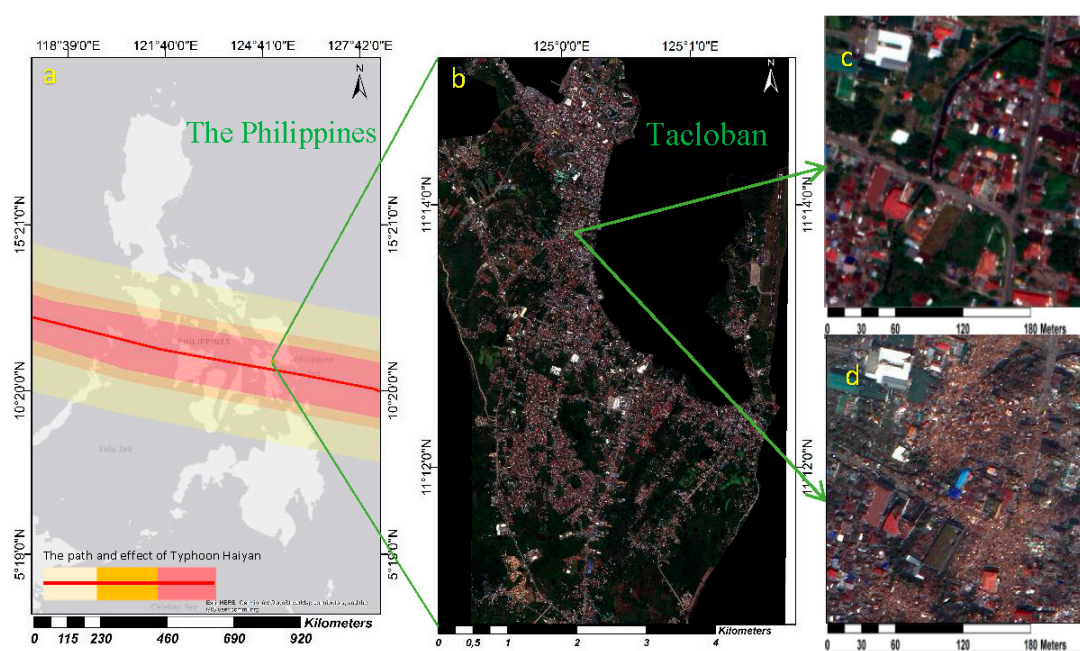 118°39'0"E 121°40'0"E 124°41'0"E 127°42'0"E
a
N
The Philippines
15°21'0"N
15°21'0"N
PHILIPPINES
Philippine
Sea
10°20'0"N
10°20'0"N
Sulu Sea
5°19'0"N
5°19'0"N
The path and effect of Typhoon Haiyan
Celebes Sea
Kilometers
0 115 230 460 690 920
125°0'0"E 125°1'0"E
b
N
Tacloban
11°14'0"N
11°14'0"N
11°12'0"N
11°12'0"N
Kilometers
0 0,5 1 2 3 4
c
0 30 60 120 180 Meters
d
0 30 60 120 180 Meters